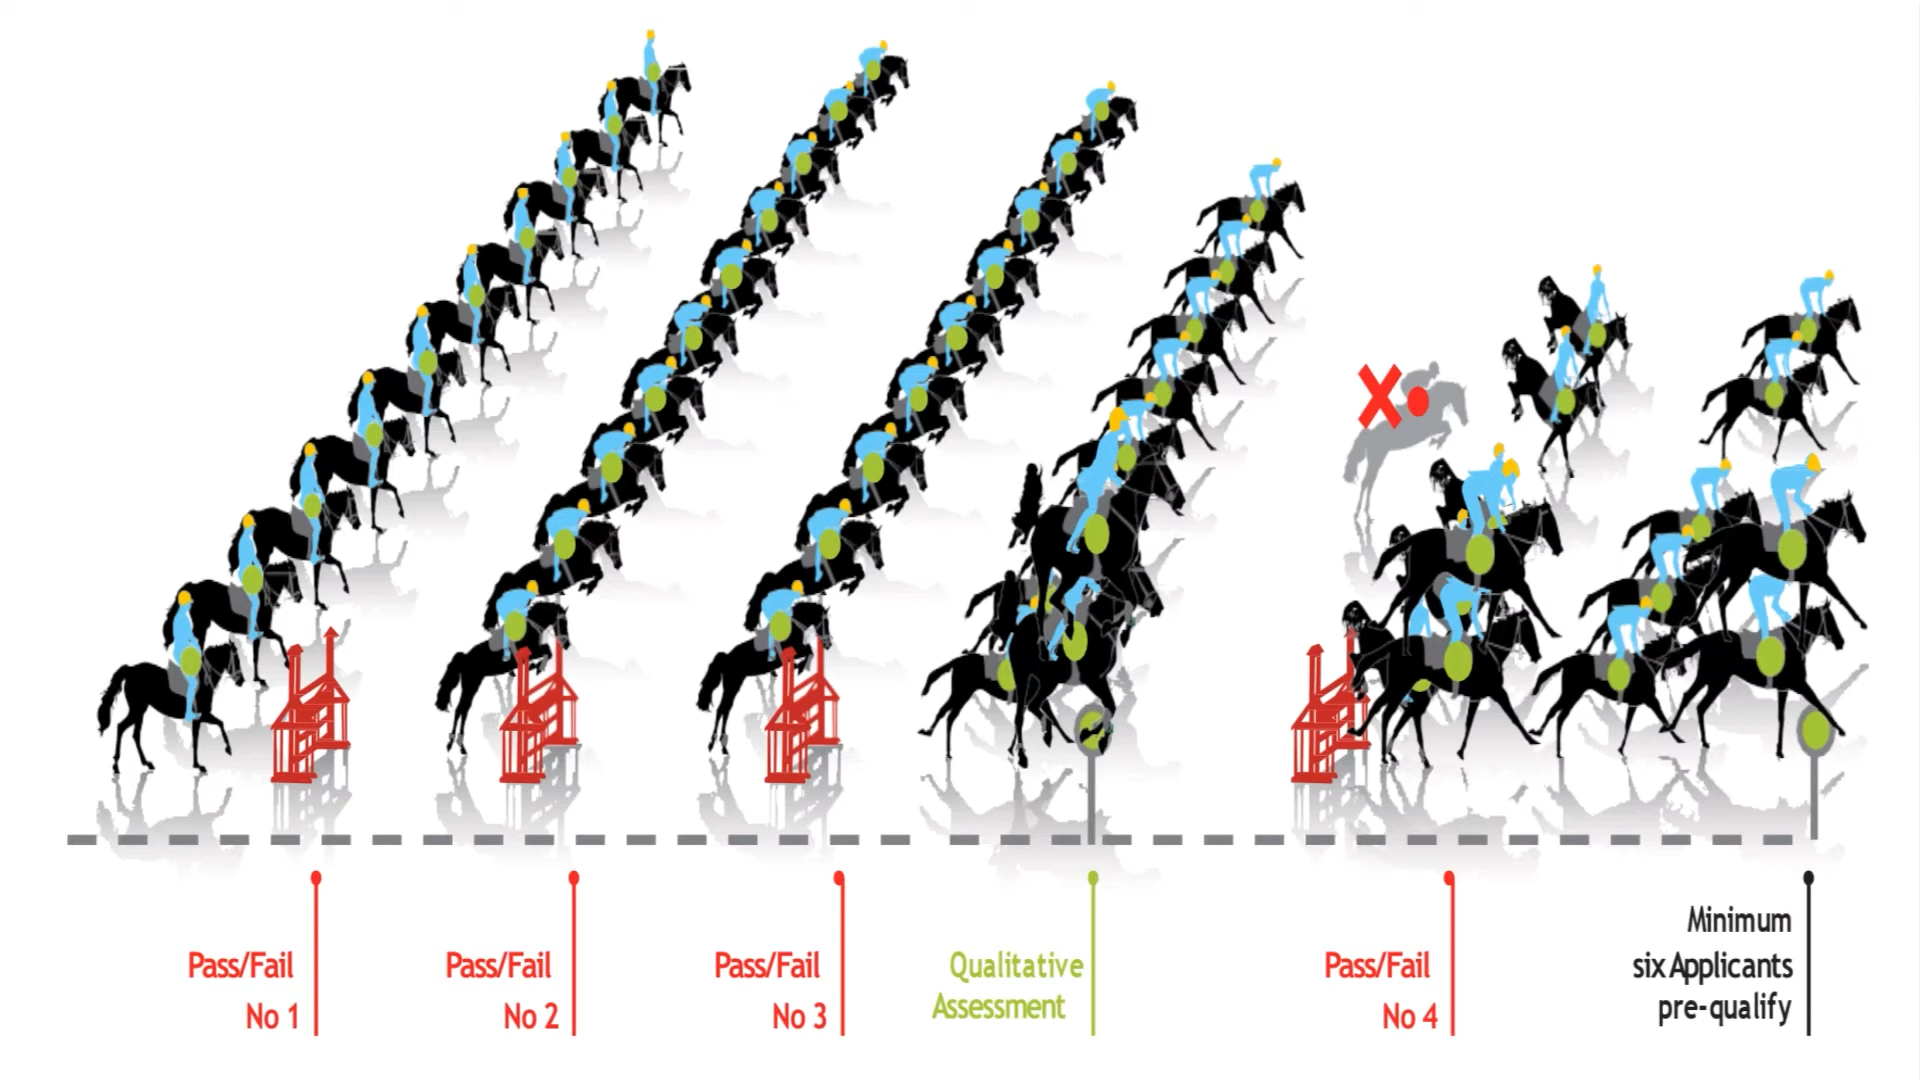 Pass/Fail
No 1
Pass/Fail
No 2
Pass/Fail
No 3
Qualitative
Assessment
Pass/Fail
No 4
Minimum
six Applicants
pre-qualify